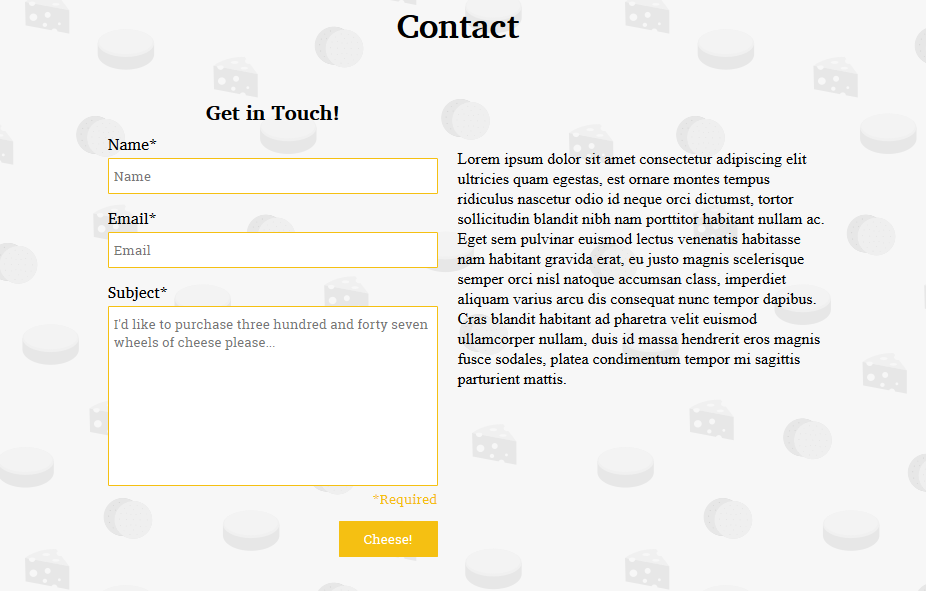 Contact
Get in Touch!
Name*
Name
Email*
Email
Subject*
I'd like to purchase three hundred and forty seven
wheels of cheese please...
*Required
Cheese!
Lorem ipsum dolor sit amet consectetur adipiscing elit
ultricies quam egestas, est ornare montes tempus
ridiculus nascetur odio id neque orci dictumst, tortor
sollicitudin blandit nibh nam porttitor habitant nullam ac.
Eget sem pulvinar euismod lectus venenatis habitasse
nam habitant gravida erat, eu justo magnis scelerisque
semper orci nisl natoque accumsan class, imperdiet
aliquam varius arcu dis consequat nunc tempor dapibus.
Cras blandit habitant ad pharetra velit euismod
ullamcorper nullam, duis id massa hendrerit eros magnis
fusce sodales, platea condimentum tempor mi sagittis
parturient mattis.